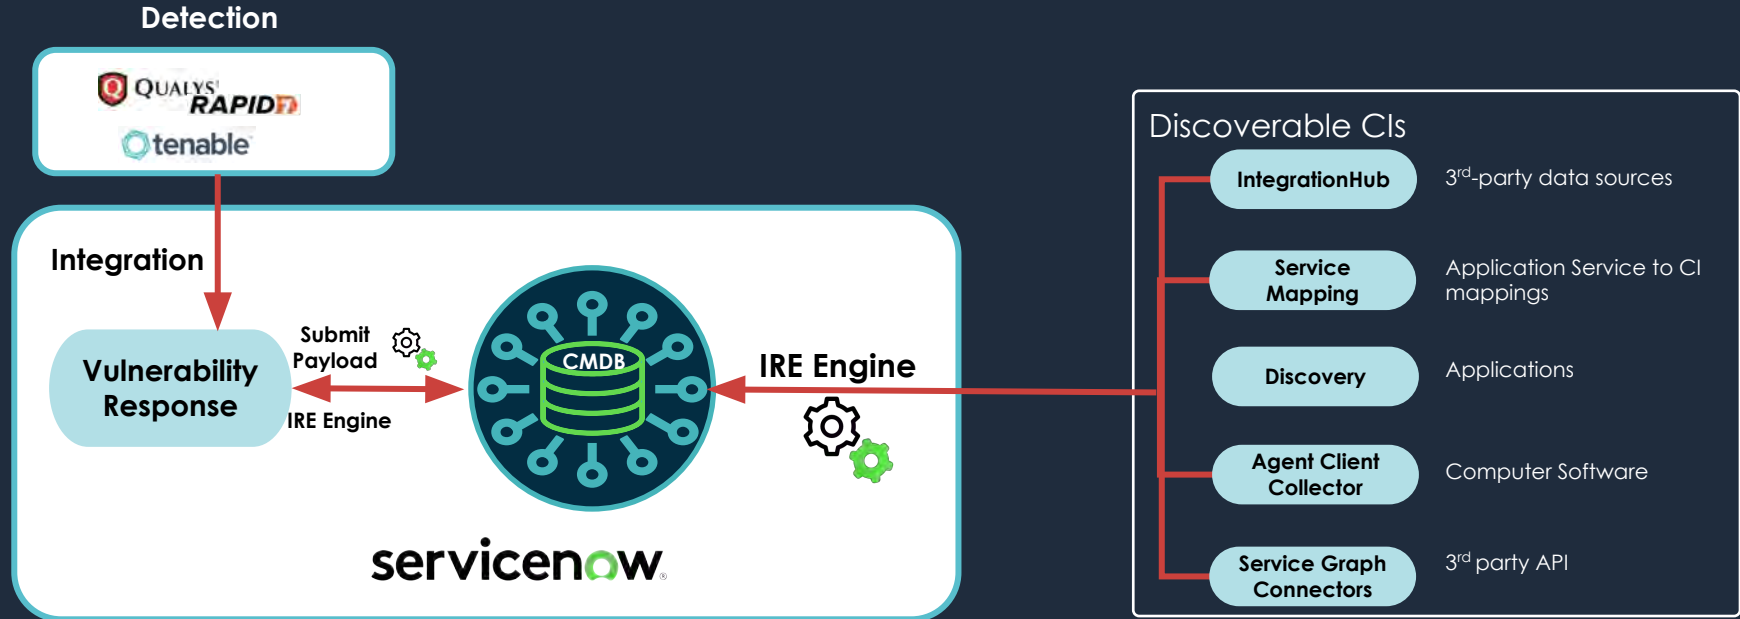 Detection
QUALYS'
RAPID7
tenable
Integration
Vulnerability
Response
Submit
Payload
IRE Engine
CMDB
IRE Engine
servicenow®
Discoverable CIs
IntegrationHub
3rd-party data sources
Service
Mapping
Application Service to CI
mappings
Discovery
Applications
Agent Client
Collector
Computer Software
Service Graph
Connectors
3rd party API